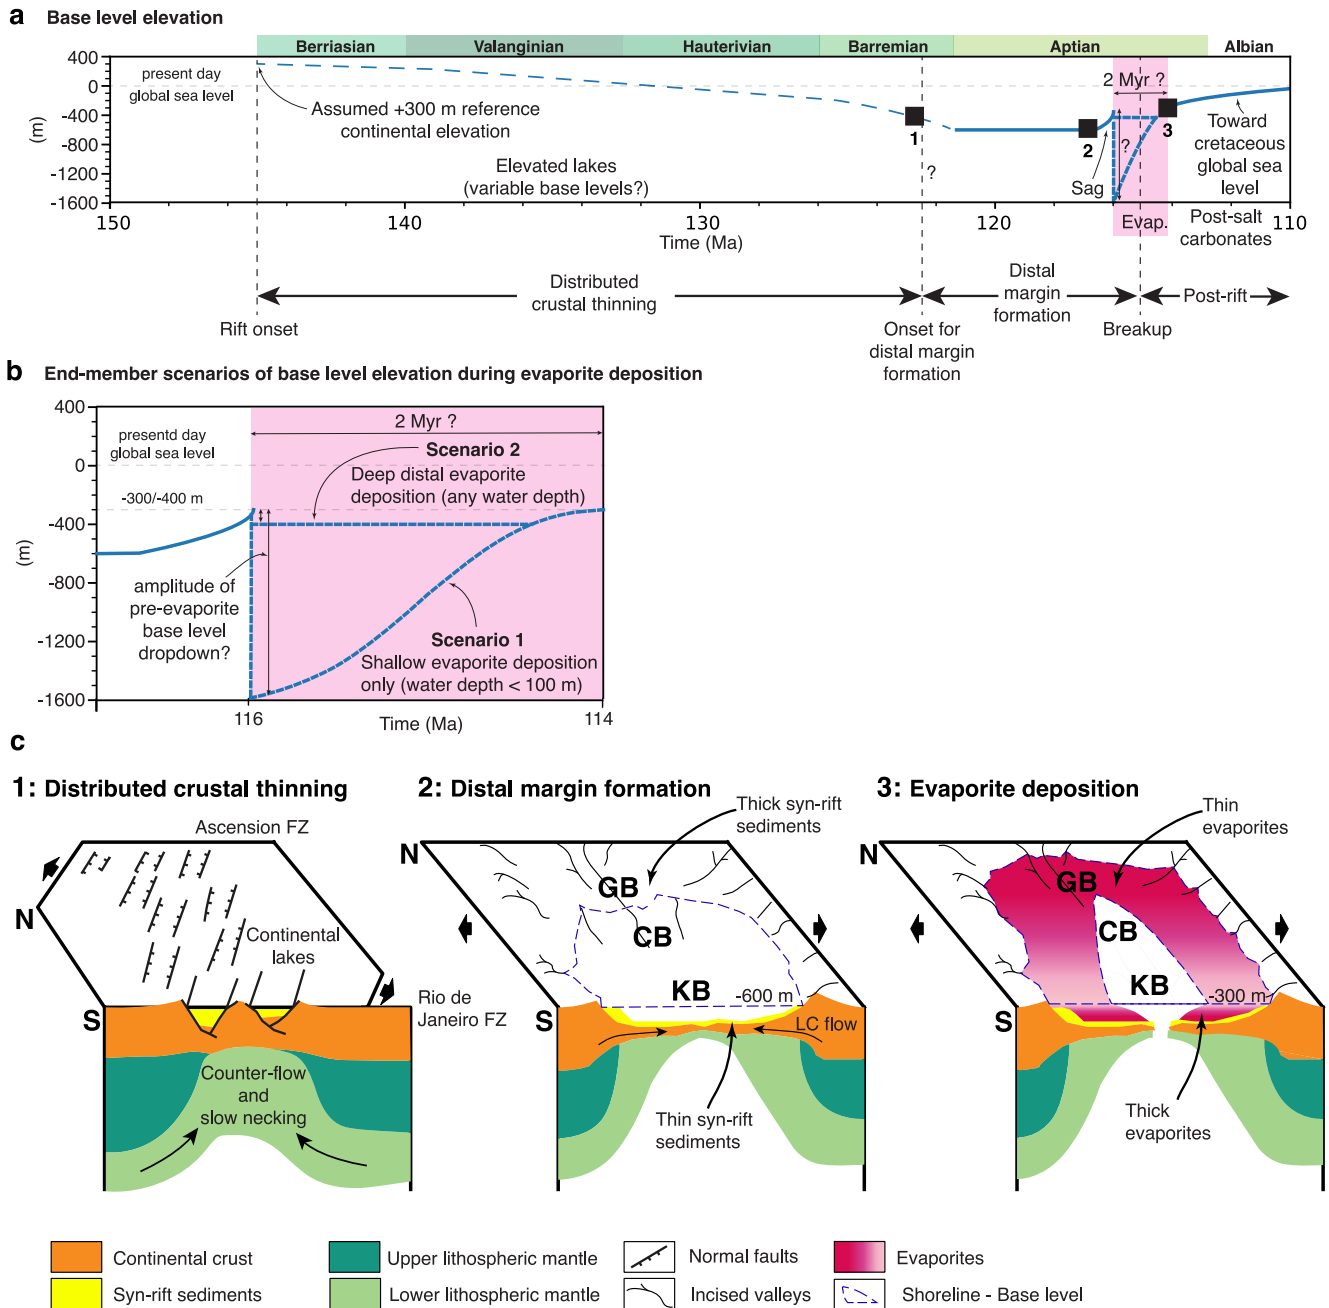 a Base level elevation
Berriasian Valanginian Hauterivian Barremian Aptian Albian
400
0
-400
-800
-1200
-1600
(m)
present day
global sea level
Assumed +300 m reference
continental elevation
Elevated lakes
(variable base levels?)
1
?
2
Sag
2 Myr ?
?
3
Toward
cretaceous
global sea
level
Evap.
Post-salt
carbonates
150 140 130 120 110
Time (Ma)
Distributed
crustal thinning
Distal
margin
formation
Post-rift
Rift onset
Onset for
distal margin
formation
Breakup
b End-member scenarios of base level elevation during evaporite deposition
400
0
-400
-800
-1200
-1600
(m)
presentd day
global sea level
-300/-400 m
2 Myr ?
Scenario 2
Deep distal evaporite
deposition (any water depth)
amplitude of
pre-evaporite
base level
dropdown?
Scenario 1
Shallow evaporite deposition
only (water depth < 100 m)
116 114
Time (Ma)
c
1: Distributed crustal thinning
Ascension FZ
N
Continental
lakes
S
Rio de
Janeiro FZ
Counter-flow
and
slow necking
2: Distal margin formation
Thick syn-rift
sediments
N
GB
CB
KB
-600 m
S
LC flow
Thin syn-rift
sediments
3: Evaporite deposition
Thin
evaporites
N
GB
CB
KB
-300 m
S
Thick
evaporites
Continental crust
Upper lithospheric mantle
Normal faults
Evaporites
Syn-rift sediments
Lower lithospheric mantle
Incised valleys
Shoreline - Base level